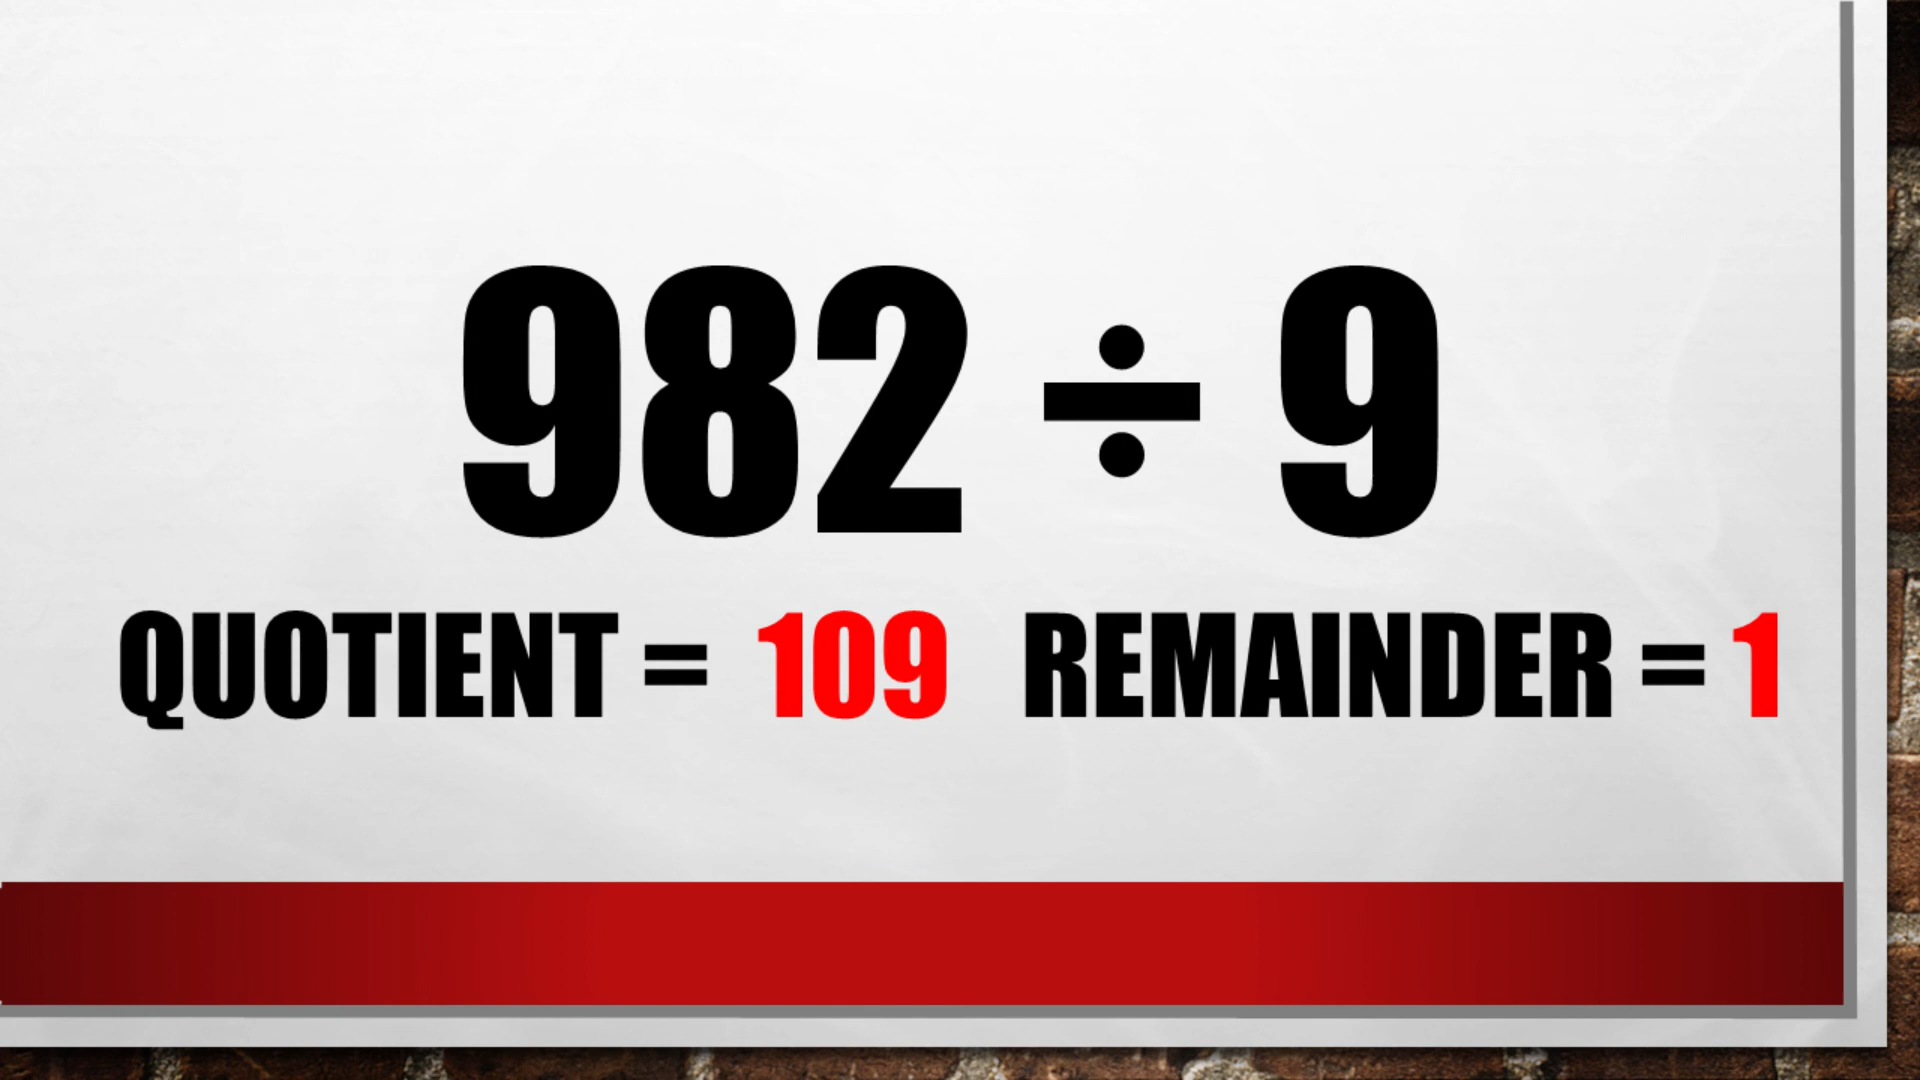 982 ÷ 9
QUOTIENT = 109 REMAINDER = 1